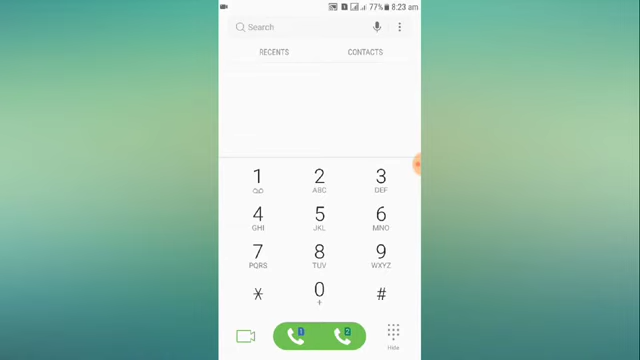 77% 8:23 am
Search
RECENTS CONTACTS
1 2 3
ABC DEF
4 5 6
GHI JKL MNO
7 8 9
PQRS TUV WXYZ
* 0 #
+
1 2
Hide